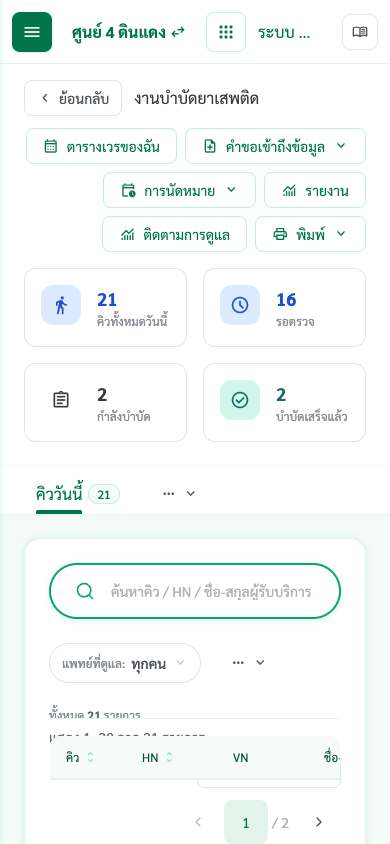 ศูนย์ 4 ดินแดง
ระบบ ...
ย้อนกลับ
งานบำบัดยาเสพติด
ตารางเวรของฉัน
คำขอเข้าถึงข้อมูล
การนัดหมาย
รายงาน
ติดตามการดูแล
พิมพ์
21
คิวทั้งหมดวันนี้
16
รอตรวจ
2
กำลังบำบัด
2
บำบัดเสร็จแล้ว
คิววันนี้ 21
ค้นหาคิว / HN / ชื่อ-สกุลผู้รับบริการ
แพทย์ที่ดูแล: ทุกคน
ทั้งหมด 21 รายการ
คิว
HN
VN
ชื่อ-
1 / 2